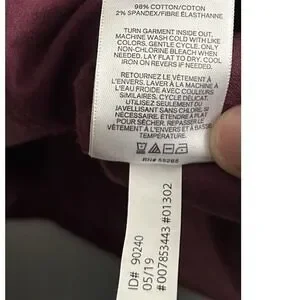 98% COTTON/COTON
2% SPANDEX/FIBRE ÉLASTHANNE
TURN GARMENT INSIDE OUT.
MACHINE WASH COLD WITH LIKE
COLORS. GENTLE CYCLE. ONLY
NON-CHLORINE BLEACH WHEN
NEEDED. LAY FLAT TO DRY. COOL
IRON ON REVERSE IF NEEDED.
RETOURNEZ LE VÊTEMENT À
L'ENVERS. LAVER À LA MACHINE À
L'EAU FROIDE AVEC COULEURS
SIMILAIRES. CYCLE DÉLICAT.
UTILISEZ SEULEMENT DU
JAVELLISANT SANS CHLORE, SI
NÉCESSAIRE. ÉTENDRE À PLAT
POUR SÉCHER. REPASSER LE
VÊTEMENT À L'ENVERS ET À BASSE
TEMPÉRATURE.
ID# 90240
05/19
#007853443 #01302